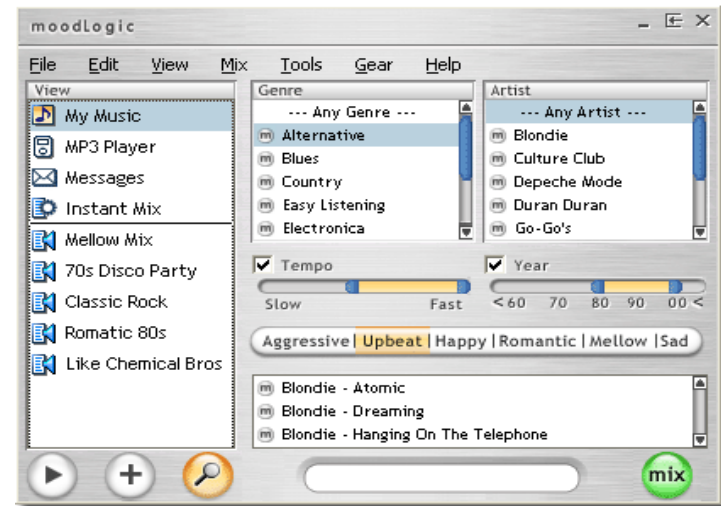 moodlogic
File Edit View Mix Tools Gear Help
View
My Music
MP3 Player
Messages
Instant Mix
Mellow Mix
70s Disco Party
Classic Rock
Romatic 80s
Like Chemical Bros
Genre
--- Any Genre ---
m Alternative
m Blues
m Country
m Easy Listening
m Electronica
Artist
--- Any Artist ---
m Blondie
m Culture Club
m Depeche Mode
m Duran Duran
m Go-Go's
Tempo
Slow Fast
Year
<60 70 80 90 00<
Aggressive| Upbeat |Happy |Romantic |Mellow |Sad
m Blondie - Atomic
m Blondie - Dreaming
m Blondie - Hanging On The Telephone
mix